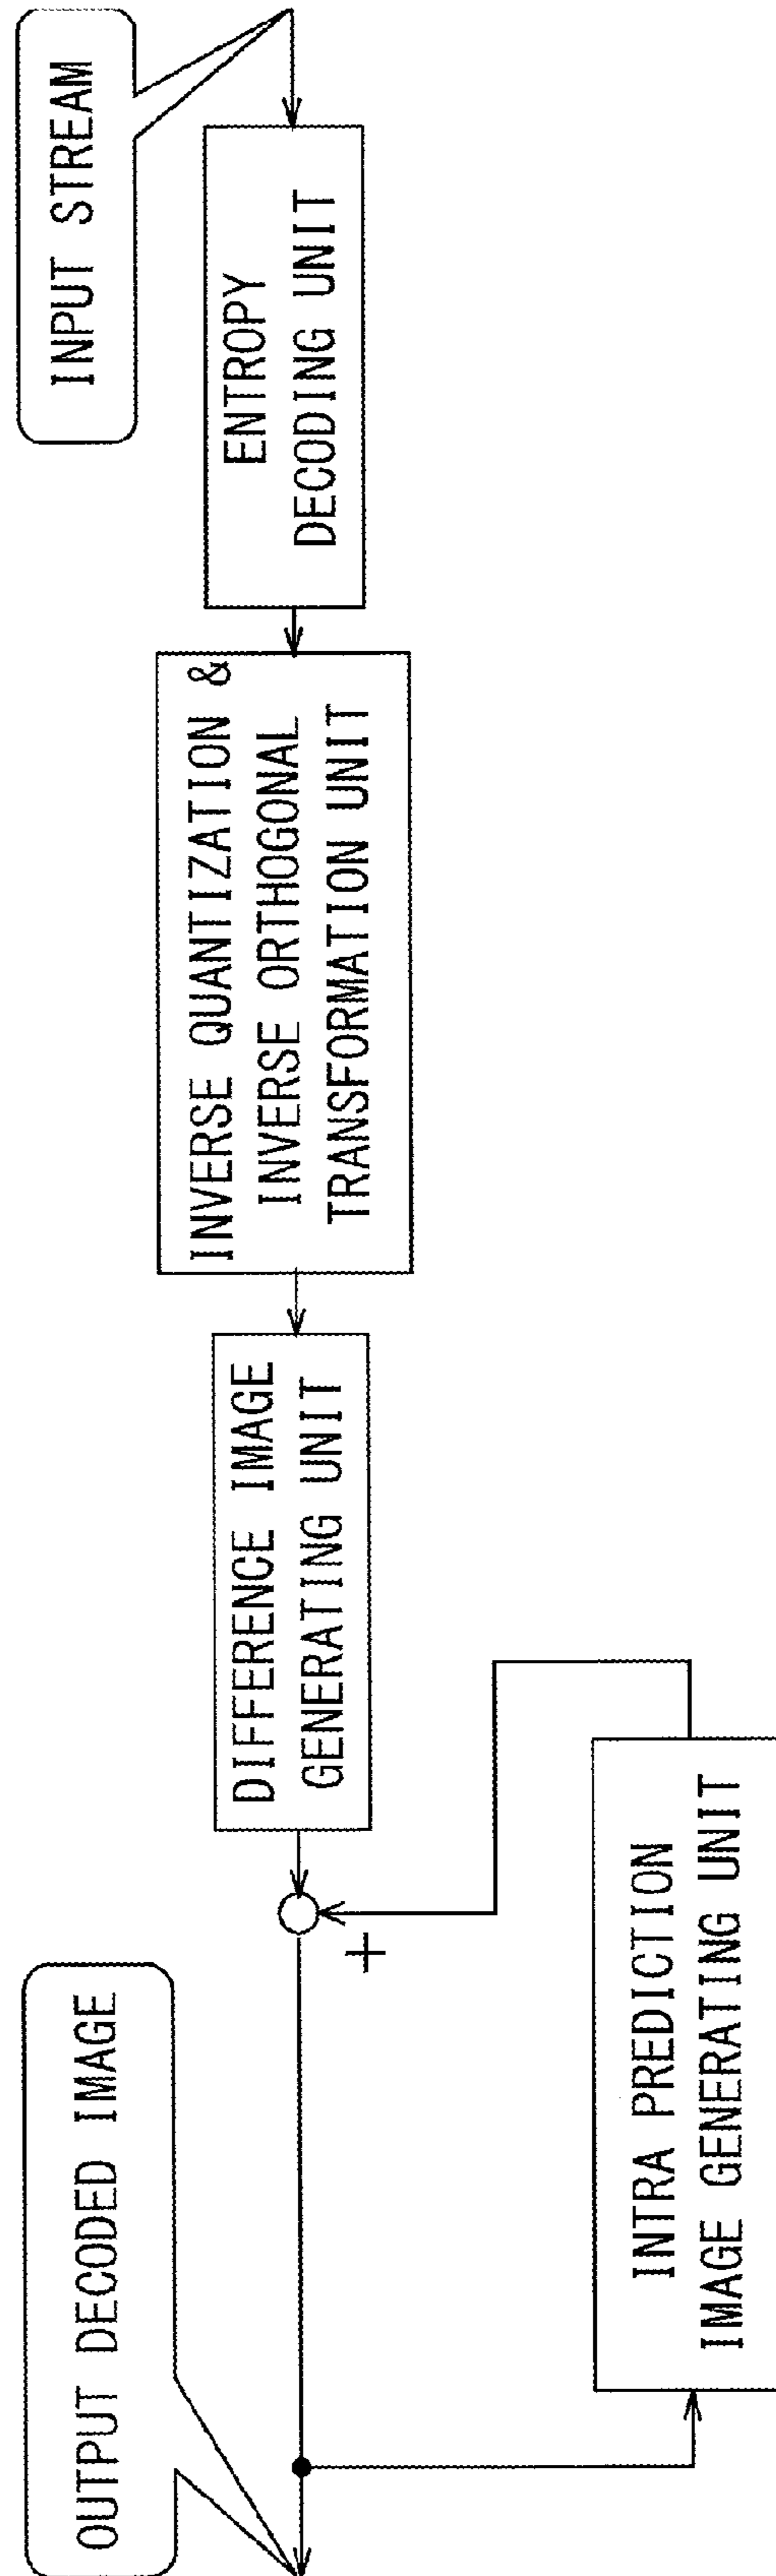 INPUT STREAM
ENTROPY
DECODING UNIT
INVERSE QUANTIZATION &
INVERSE ORTHOGONAL
TRANSFORMATION UNIT
DIFFERENCE IMAGE
GENERATING UNIT
+
OUTPUT DECODED IMAGE
INTRA PREDICTION
IMAGE GENERATING UNIT